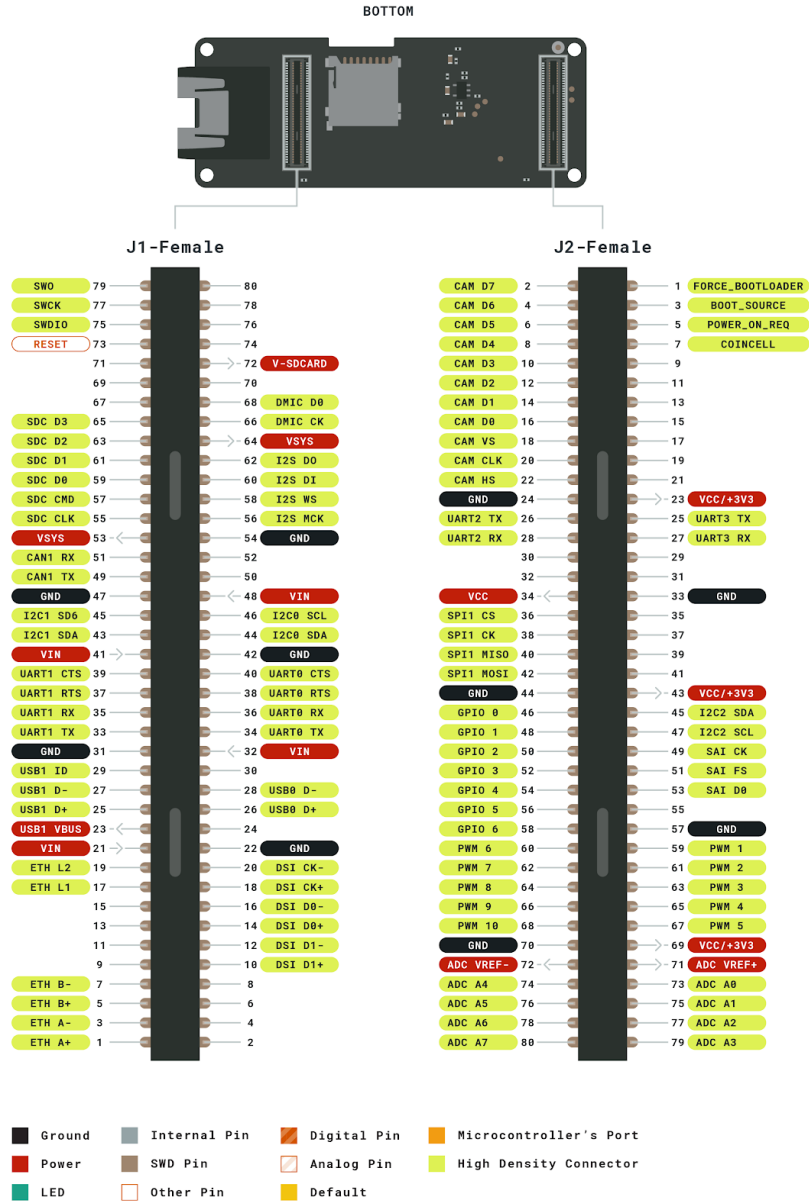 BOTTOM
J1-Female
SWO 79 80
SWCK 77 78
SWDIO 75 76
RESET 73 74
71 72 V-SDCARD
69 70
67 68 DMIC D0
SDC D3 65 66 DMIC CK
SDC D2 63 64 VSYS
SDC D1 61 62 I2S DO
SDC D0 59 60 I2S DI
SDC CMD 57 58 I2S WS
SDC CLK 55 56 I2S MCK
VSYS 53 54 GND
CAN1 RX 51 52
CAN1 TX 49 50
GND 47 48 VIN
I2C1 SD6 45 46 I2C0 SCL
I2C1 SDA 43 44 I2C0 SDA
VIN 41 42 GND
UART1 CTS 39 40 UART0 CTS
UART1 RTS 37 38 UART0 RTS
UART1 RX 35 36 UART0 RX
UART1 TX 33 34 UART0 TX
GND 31 32 VIN
USB1 ID 29 30
USB1 D- 27 28 USB0 D-
USB1 D+ 25 26 USB0 D+
USB1 VBUS 23 24
VIN 21 22 GND
ETH L2 19 20 DSI CK-
ETH L1 17 18 DSI CK+
15 16 DSI D0-
13 14 DSI D0+
11 12 DSI D1-
9 10 DSI D1+
ETH B- 7 8
ETH B+ 5 6
ETH A- 3 4
ETH A+ 1 2
J2-Female
CAM D7 2 1 FORCE_BOOTLOADER
CAM D6 4 3 BOOT_SOURCE
CAM D5 6 5 POWER_ON_REQ
CAM D4 8 7 COINCELL
CAM D3 10 9
CAM D2 12 11
CAM D1 14 13
CAM D0 16 15
CAM VS 18 17
CAM CLK 20 19
CAM HS 22 21
GND 24 23 VCC/+3V3
UART2 TX 26 25 UART3 TX
UART2 RX 28 27 UART3 RX
30 29
32 31
VCC 34 33 GND
SPI1 CS 36 35
SPI1 CK 38 37
SPI1 MISO 40 39
SPI1 MOSI 42 41
GND 44 43 VCC/+3V3
GPIO 0 46 45 I2C2 SDA
GPIO 1 48 47 I2C2 SCL
GPIO 2 50 49 SAI CK
GPIO 3 52 51 SAI FS
GPIO 4 54 53 SAI D0
GPIO 5 56 55
GPIO 6 58 57 GND
PWM 6 60 59 PWM 1
PWM 7 62 61 PWM 2
PWM 8 64 63 PWM 3
PWM 9 66 65 PWM 4
PWM 10 68 67 PWM 5
GND 70 69 VCC/+3V3
ADC VREF- 72 71 ADC VREF+
ADC A4 74 73 ADC A0
ADC A5 76 75 ADC A1
ADC A6 78 77 ADC A2
ADC A7 80 79 ADC A3
Ground Internal Pin Digital Pin Microcontroller's Port
Power SWD Pin Analog Pin High Density Connector
LED Other Pin Default